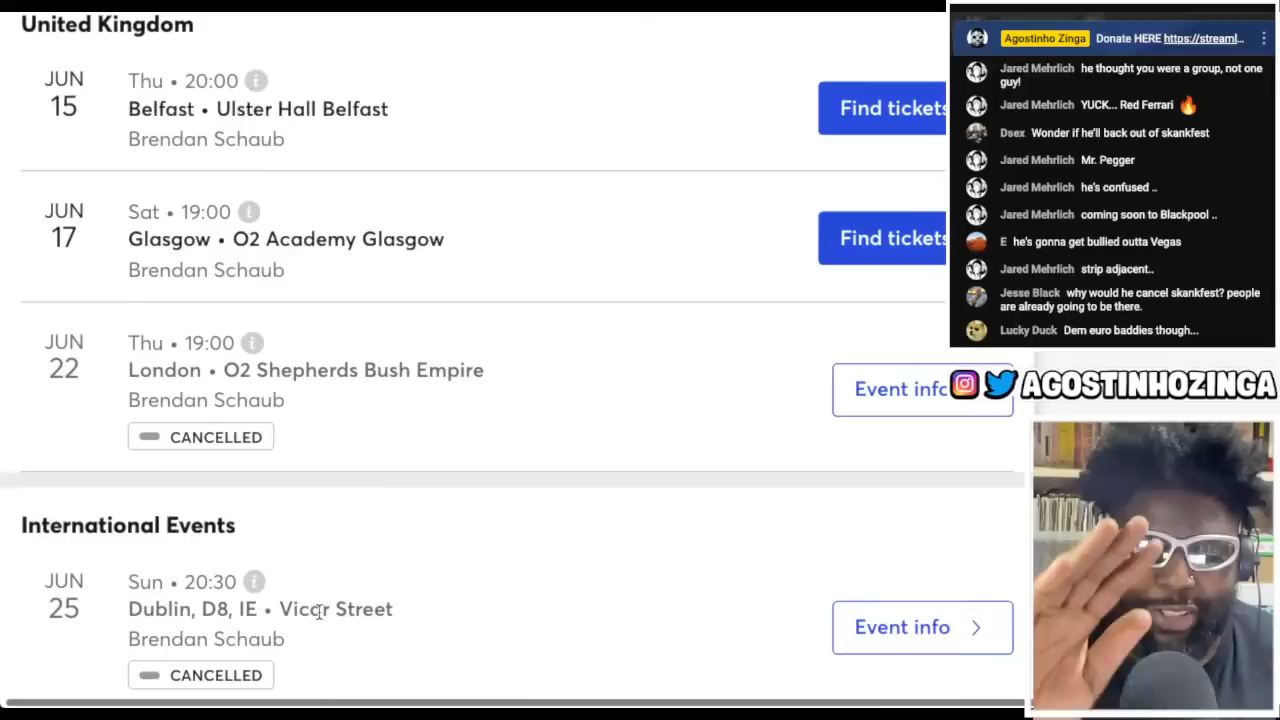 United Kingdom
JUN
15
Thu • 20:00
Belfast • Ulster Hall Belfast
Brendan Schaub
Find tickets
JUN
17
Sat • 19:00
Glasgow • O2 Academy Glasgow
Brendan Schaub
Find tickets
JUN
22
Thu • 19:00
London • O2 Shepherds Bush Empire
Brendan Schaub
CANCELLED
Event info
International Events
JUN
25
Sun • 20:30
Dublin, D8, IE • Vicar Street
Brendan Schaub
CANCELLED
Event info
Agostinho Zinga Donate HERE https://streaml...
Jared Mehrlich he thought you were a group, not one
guy!
Jared Mehrlich YUCK... Red Ferrari
Dsex Wonder if he'll back out of skankfest
Jared Mehrlich Mr. Pegger
Jared Mehrlich he's confused ..
Jared Mehrlich coming soon to Blackpool ..
E he's gonna get bullied outta Vegas
Jared Mehrlich strip adjacent..
Jesse Black why would he cancel skankfest? people
are already going to be there.
Lucky Duck Dem euro baddies though...
AGOSTINHOZINGA